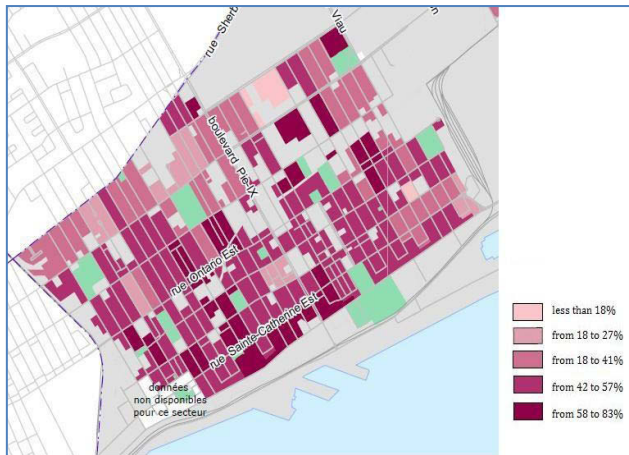 rue Sherb
Viau
en
boulevard Pie-IX
rue Ontario Est
rue Sainte-Catherine Est
données
non disponibles
pour ce secteur
less than 18%
from 18 to 27%
from 18 to 41%
from 42 to 57%
from 58 to 83%